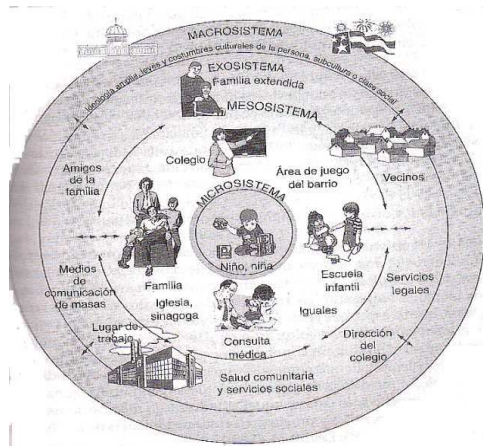 MACROSISTEMA
Ideología amplia, leyes y costumbres culturales de la persona, subcultura o clase social
EXOSISTEMA
Familia extendida
MESOSISTEMA
Colegio
Área de juego
del barrio
Vecinos
Amigos
de la
familia
MICROSISTEMA
Niño, niña
Familia
Escuela
infantil
Medios
de
comunicación
de masas
Iglesia,
sinagoga
Iguales
Servicios
legales
Lugar de
trabajo
Consulta
médica
Dirección
del
colegio
Salud comunitaria
y servicios sociales